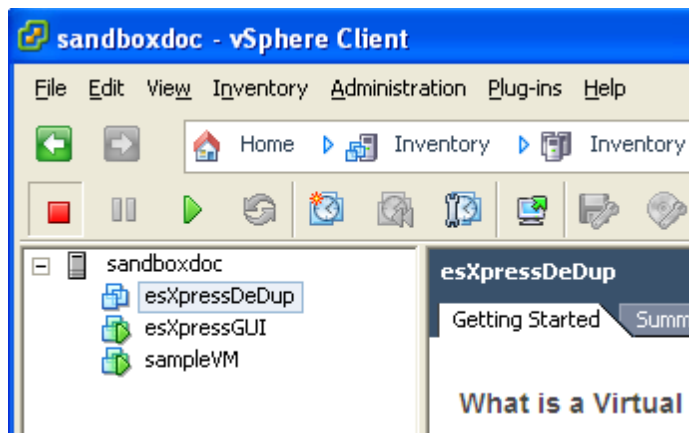 sandboxdoc - vSphere Client
File Edit View Inventory Administration Plug-ins Help
Home Inventory Inventory
sandboxdoc
esXpressDeDup
esXpressGUI
sampleVM
esXpressDeDup
Getting Started Summ
What is a Virtual